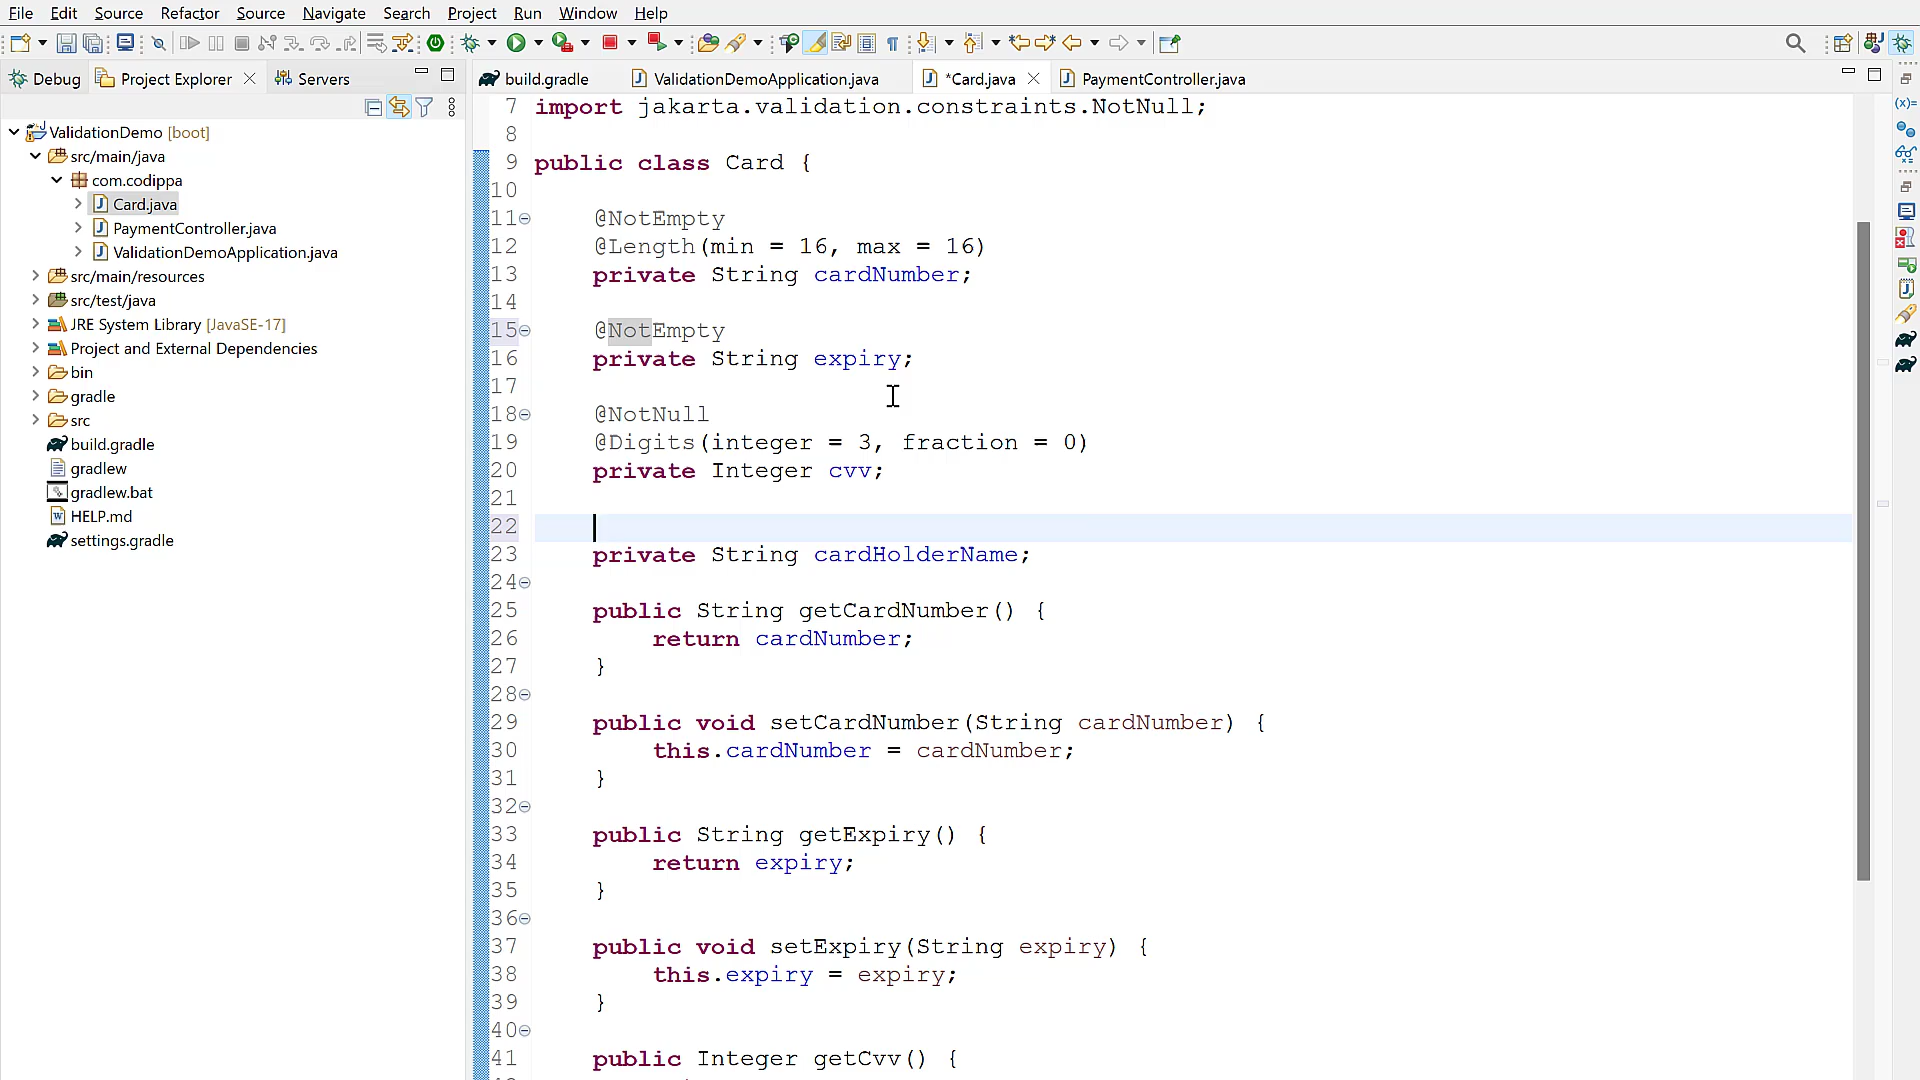 File Edit Source Refactor Source Navigate Search Project Run Window Help
Debug Project Explorer Servers
build.gradle ValidationDemoApplication.java *Card.java PaymentController.java
ValidationDemo [boot]
src/main/java
com.codippa
Card.java
PaymentController.java
ValidationDemoApplication.java
src/main/resources
src/test/java
JRE System Library [JavaSE-17]
Project and External Dependencies
bin
gradle
src
build.gradle
gradlew
gradlew.bat
HELP.md
settings.gradle
7 import jakarta.validation.constraints.NotNull;
8
9 public class Card {
10
11 @NotEmpty
12 @Length(min = 16, max = 16)
13 private String cardNumber;
14
15 @NotEmpty
16 private String expiry;
17
18 @NotNull
19 @Digits(integer = 3, fraction = 0)
20 private Integer cvv;
21
22
23 private String cardHolderName;
24
25 public String getCardNumber() {
26 return cardNumber;
27 }
28
29 public void setCardNumber(String cardNumber) {
30 this.cardNumber = cardNumber;
31 }
32
33 public String getExpiry() {
34 return expiry;
35 }
36
37 public void setExpiry(String expiry) {
38 this.expiry = expiry;
39 }
40
41 public Integer getCvv() {